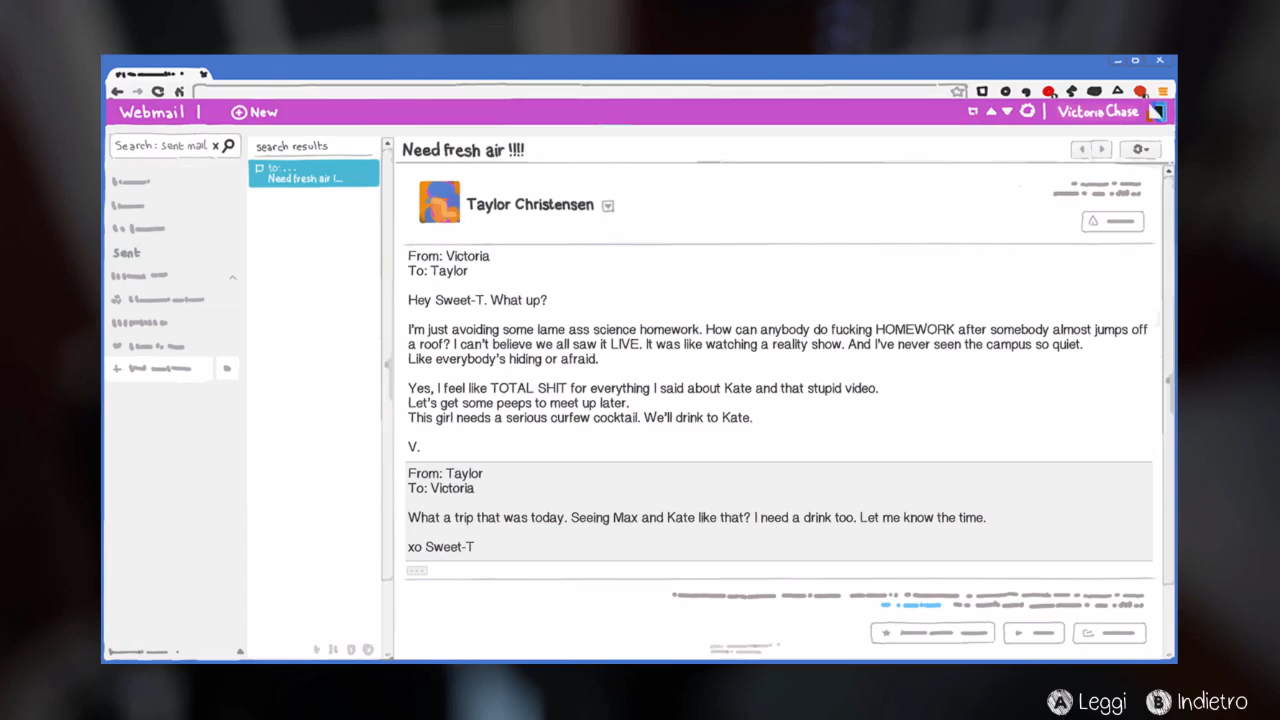 Webmail | + New
Victoria Chase
Search: sent mail x
search results
Need fresh air !!!!
to:...
Need fresh air !...
Taylor Christensen
Sent
From: Victoria
To: Taylor
Hey Sweet-T. What up?
I'm just avoiding some lame ass science homework. How can anybody do fucking HOMEWORK after somebody almost jumps off
a roof? I can't believe we all saw it LIVE. It was like watching a reality show. And I've never seen the campus so quiet.
Like everybody's hiding or afraid.
Yes, I feel like TOTAL SHIT for everything I said about Kate and that stupid video.
Let's get some peeps to meet up later.
This girl needs a serious curfew cocktail. We'll drink to Kate.
V.
From: Taylor
To: Victoria
What a trip that was today. Seeing Max and Kate like that? I need a drink too. Let me know the time.
xo Sweet-T
A Leggi B Indietro